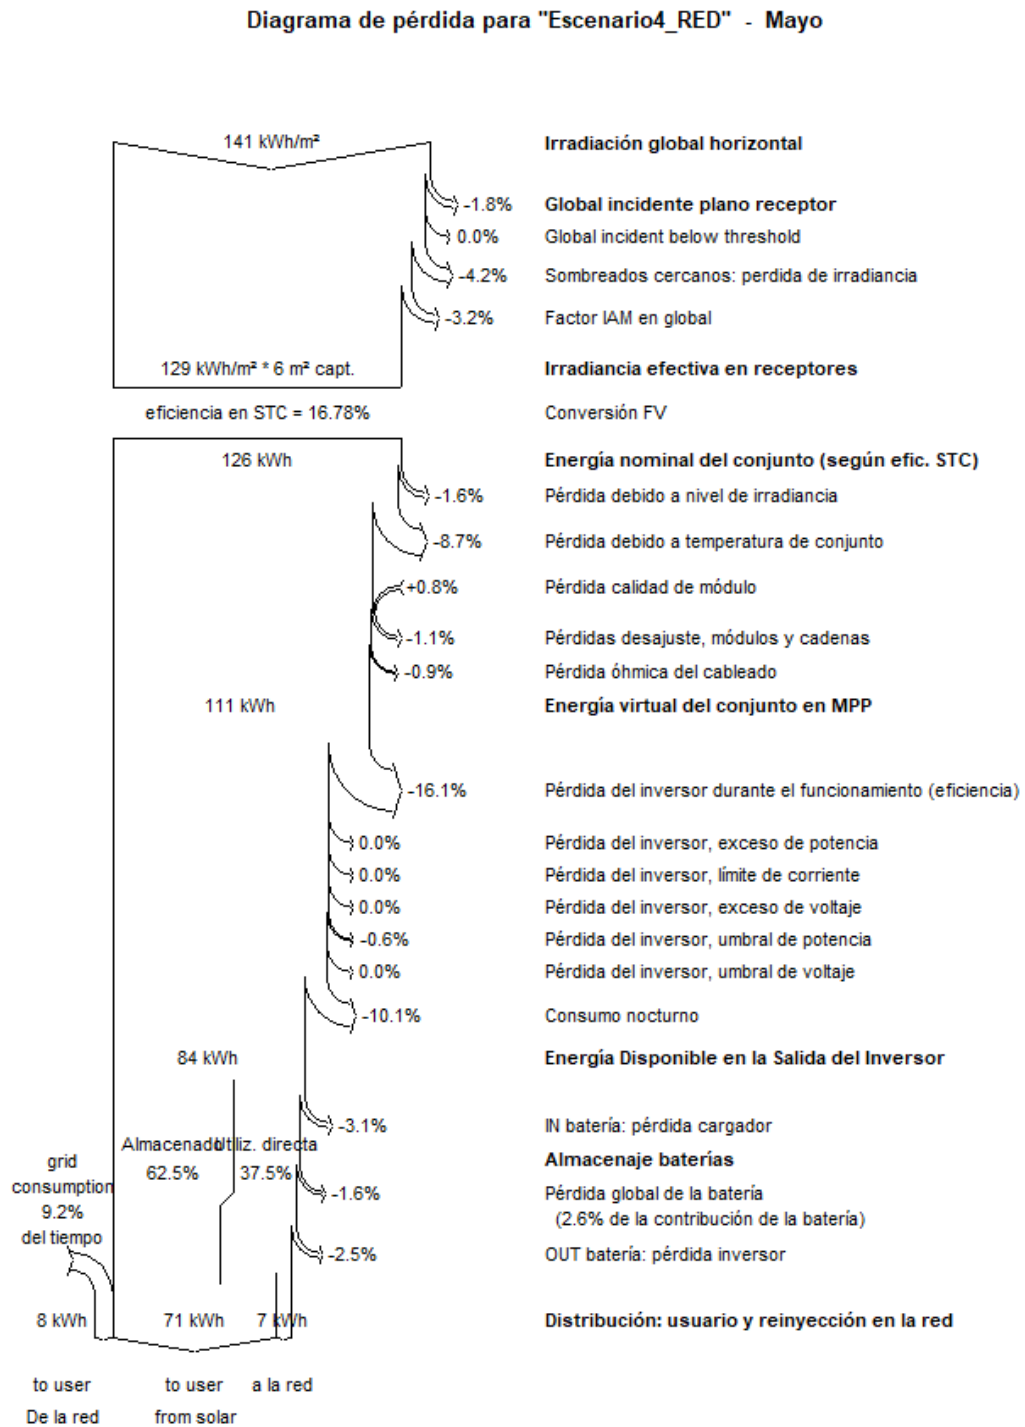 Diagrama de pérdida para "Escenario4_RED" - Mayo
141 kWh/m² Irradiación global horizontal
-1.8% Global incidente plano receptor
0.0% Global incident below threshold
-4.2% Sombreados cercanos: perdida de irradiancia
-3.2% Factor IAM en global
129 kWh/m² * 6 m² capt. Irradiancia efectiva en receptores
eficiencia en STC = 16.78% Conversión FV
126 kWh Energía nominal del conjunto (según efic. STC)
-1.6% Pérdida debido a nivel de irradiancia
-8.7% Pérdida debido a temperatura de conjunto
+0.8% Pérdida calidad de módulo
-1.1% Pérdidas desajuste, módulos y cadenas
-0.9% Pérdida óhmica del cableado
111 kWh Energía virtual del conjunto en MPP
-16.1% Pérdida del inversor durante el funcionamiento (eficiencia)
0.0% Pérdida del inversor, exceso de potencia
0.0% Pérdida del inversor, límite de corriente
0.0% Pérdida del inversor, exceso de voltaje
-0.6% Pérdida del inversor, umbral de potencia
0.0% Pérdida del inversor, umbral de voltaje
-10.1% Consumo nocturno
84 kWh Energía Disponible en la Salida del Inversor
-3.1% IN batería: pérdida cargador
Almacenado Utiliz. directa
62.5% 37.5%
Almacenaje baterías
grid
consumption
9.2%
del tiempo
-1.6% Pérdida global de la batería
(2.6% de la contribución de la batería)
-2.5% OUT batería: pérdida inversor
8 kWh 71 kWh 7 kWh Distribución: usuario y reinyección en la red
to user to user a la red
De la red from solar